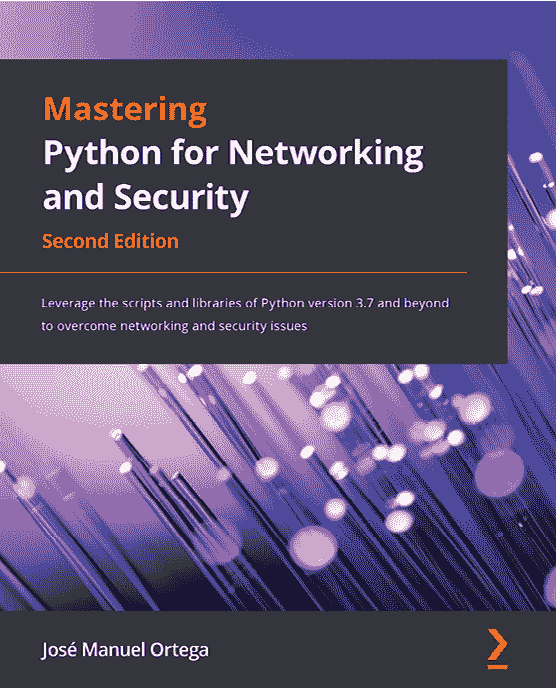 Mastering
Python for Networking
and Security
Second Edition
Leverage the scripts and libraries of Python version 3.7 and beyond
to overcome networking and security issues
José Manuel Ortega